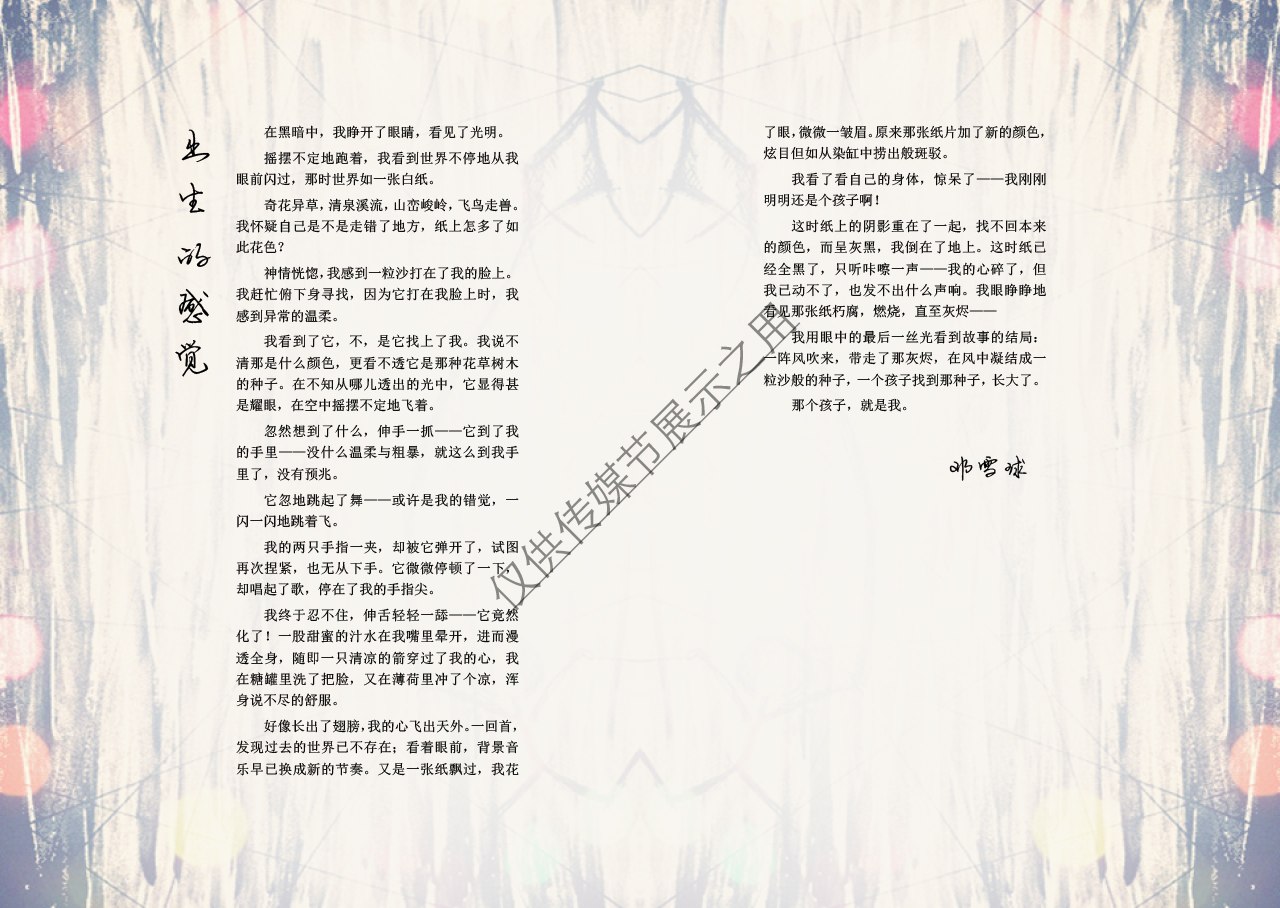 出生的感觉
在黑暗中，我睁开了眼睛，看见了光明。
摇摆不定地跑着，我看到世界不停地从我
眼前闪过，那时世界如一张白纸。
奇花异草，清泉溪流，山峦峻岭，飞鸟走兽。
我怀疑自己是不是走错了地方，纸上怎多了如
此花色？
神情恍惚，我感到一粒沙打在了我的脸上。
我赶忙俯下身寻找，因为它打在我脸上时，我
感到异常的温柔。
我看到了它，不，是它找上了我。我说不
清那是什么颜色，更看不透它是那种花草树木
的种子。在不知从哪儿透出的光中，它显得甚
是耀眼，在空中摇摆不定地飞着。
忽然想到了什么，伸手一抓——它到了我
的手里——没什么温柔与粗暴，就这么到我手
里了，没有预兆。
它忽地跳起了舞——或许是我的错觉，一
闪一闪地跳着飞。
我的两只手指一夹，却被它弹开了，试图
再次捏紧，也无从下手。它微微停顿了一下，
却唱起了歌，停在了我的手指尖。
我终于忍不住，伸舌轻轻一舔——它竟然
化了！一股甜蜜的汁水在我嘴里晕开，进而漫
透全身，随即一只清凉的箭穿过了我的心，我
在糖罐里洗了把脸，又在薄荷里冲了个凉，浑
身说不尽的舒服。
好像长出了翅膀，我的心飞出天外。一回首，
发现过去的世界已不存在；看着眼前，背景音
乐早已换成新的节奏。又是一张纸飘过，我花
了眼，微微一皱眉。原来那张纸片加了新的颜色，
炫目但如从染缸中捞出般斑驳。
我看了看自己的身体，惊呆了——我刚刚
明明还是个孩子啊！
这时纸上的阴影重在了一起，找不回本来
的颜色，而呈灰黑，我倒在了地上。这时纸已
经全黑了，只听咔嚓一声——我的心碎了，但
我已动不了，也发不出什么声响。我眼睁睁地
看见那张纸朽腐，燃烧，直至灰烬——
我用眼中的最后一丝光看到故事的结局：
一阵风吹来，带走了那灰烬，在风中凝结成一
粒沙般的种子，一个孩子找到那种子，长大了。
那个孩子，就是我。
邓雪球
仅供传媒节展示之用